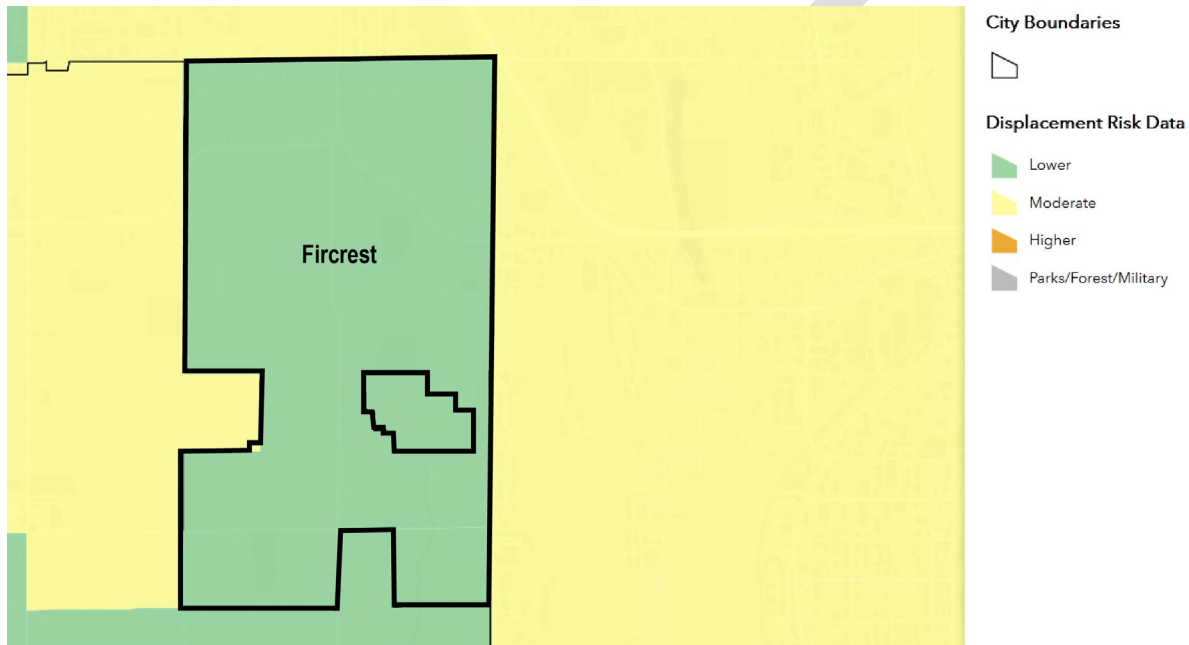 City Boundaries
Displacement Risk Data
Lower
Moderate
Higher
Parks/Forest/Military
Fircrest